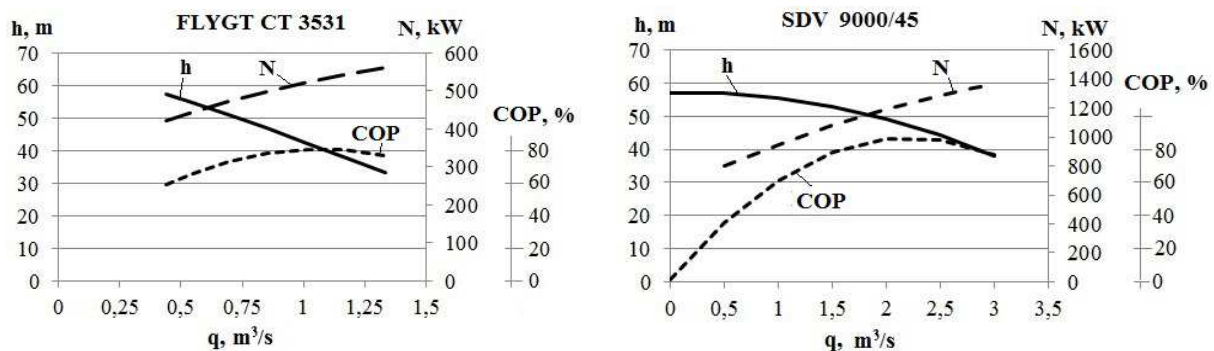 FLYGT CT 3531
h, m
N, kW
COP, %
70
60
50
40
30
20
10
0
600
500
400
300
200
100
0
80
60
40
20
0
h
N
COP
0 0,25 0,5 0,75 1 1,25 1,5
q, m³/s
SDV 9000/45
h, m
N, kW
COP, %
70
60
50
40
30
20
10
0
1600
1400
1200
1000
800
600
400
200
0
80
60
40
20
0
h
N
COP
0 0,5 1 1,5 2 2,5 3 3,5
q, m³/s